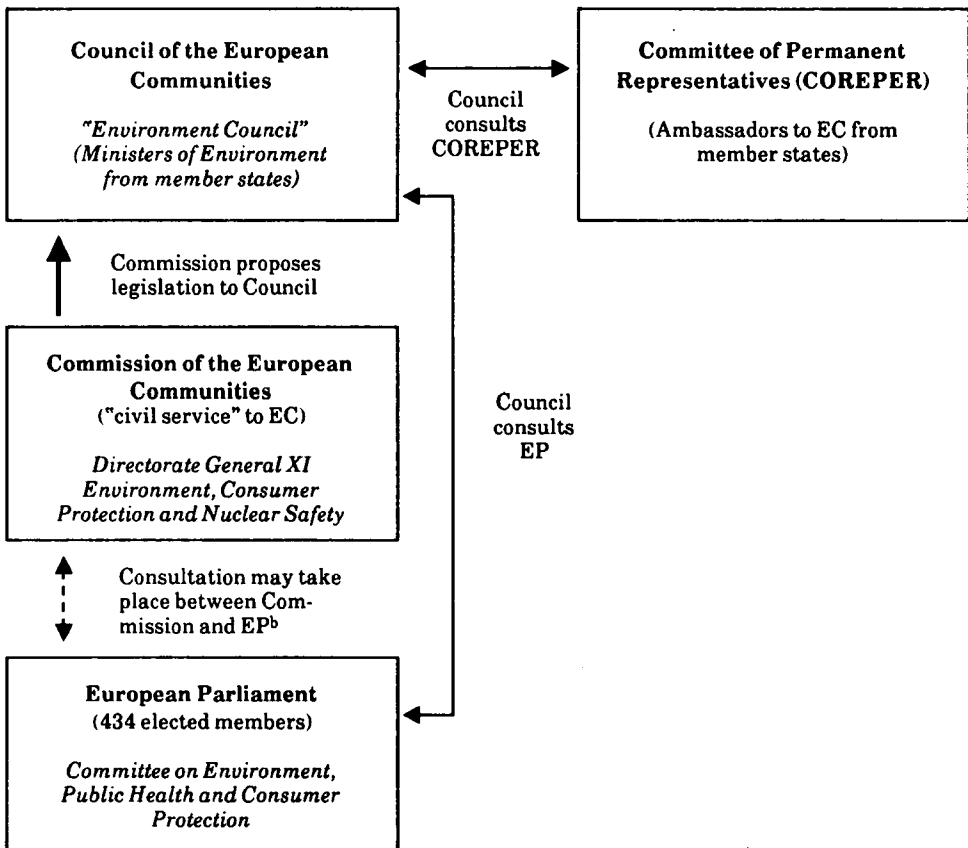 Council of the European
Communities
"Environment Council"
(Ministers of Environment
from member states)
Council
consults
COREPER
Committee of Permanent
Representatives (COREPER)
(Ambassadors to EC from
member states)
Commission proposes
legislation to Council
Commission of the European
Communities
("civil service" to EC)
Directorate General XI
Environment, Consumer
Protection and Nuclear Safety
Council
consults
EP
Consultation may take
place between Com-
mission and EPb
European Parliament
(434 elected members)
Committee on Environment,
Public Health and Consumer
Protection